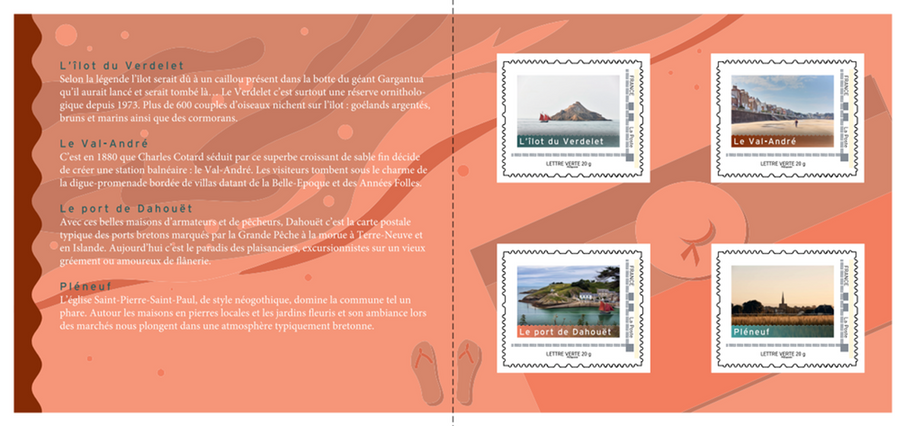 L'îlot du Verdelet
Selon la légende l'îlot serait dû à un caillou présent dans la botte du géant Gargantua
qu'il aurait lancé et serait tombé là… Le Verdelet c'est surtout une réserve ornitholo-
gique depuis 1973. Plus de 600 couples d'oiseaux nichent sur l'îlot : goélands argentés,
bruns et marins ainsi que des cormorans.
Le Val-André
C'est en 1880 que Charles Cotard séduit par ce superbe croissant de sable fin décide
de créer une station balnéaire : le Val-André. Les visiteurs tombent sous le charme de
la digue-promenade bordée de villas datant de la Belle-Epoque et des Années Folles.
Le port de Dahouët
Avec ces belles maisons d'armateurs et de pêcheurs, Dahouët c'est la carte postale
typique des ports bretons marqués par la Grande Pêche à la morue à Terre-Neuve et
en Islande. Aujourd'hui c'est le paradis des plaisanciers, excursionnistes sur un vieux
gréement ou amoureux de flânerie.
Pléneuf
L'église Saint-Pierre-Saint-Paul, de style néogothique, domine la commune tel un
phare. Autour les maisons en pierres locales et les jardins fleuris et son ambiance lors
des marchés nous plongent dans une atmosphère typiquement bretonne.
L'îlot du Verdelet
FRANCE
La Poste
LETTRE VERTE 20 g
Le Val-André
FRANCE
La Poste
LETTRE VERTE 20 g
Le port de Dahouët
FRANCE
La Poste
LETTRE VERTE 20 g
Pléneuf
FRANCE
La Poste
LETTRE VERTE 20 g